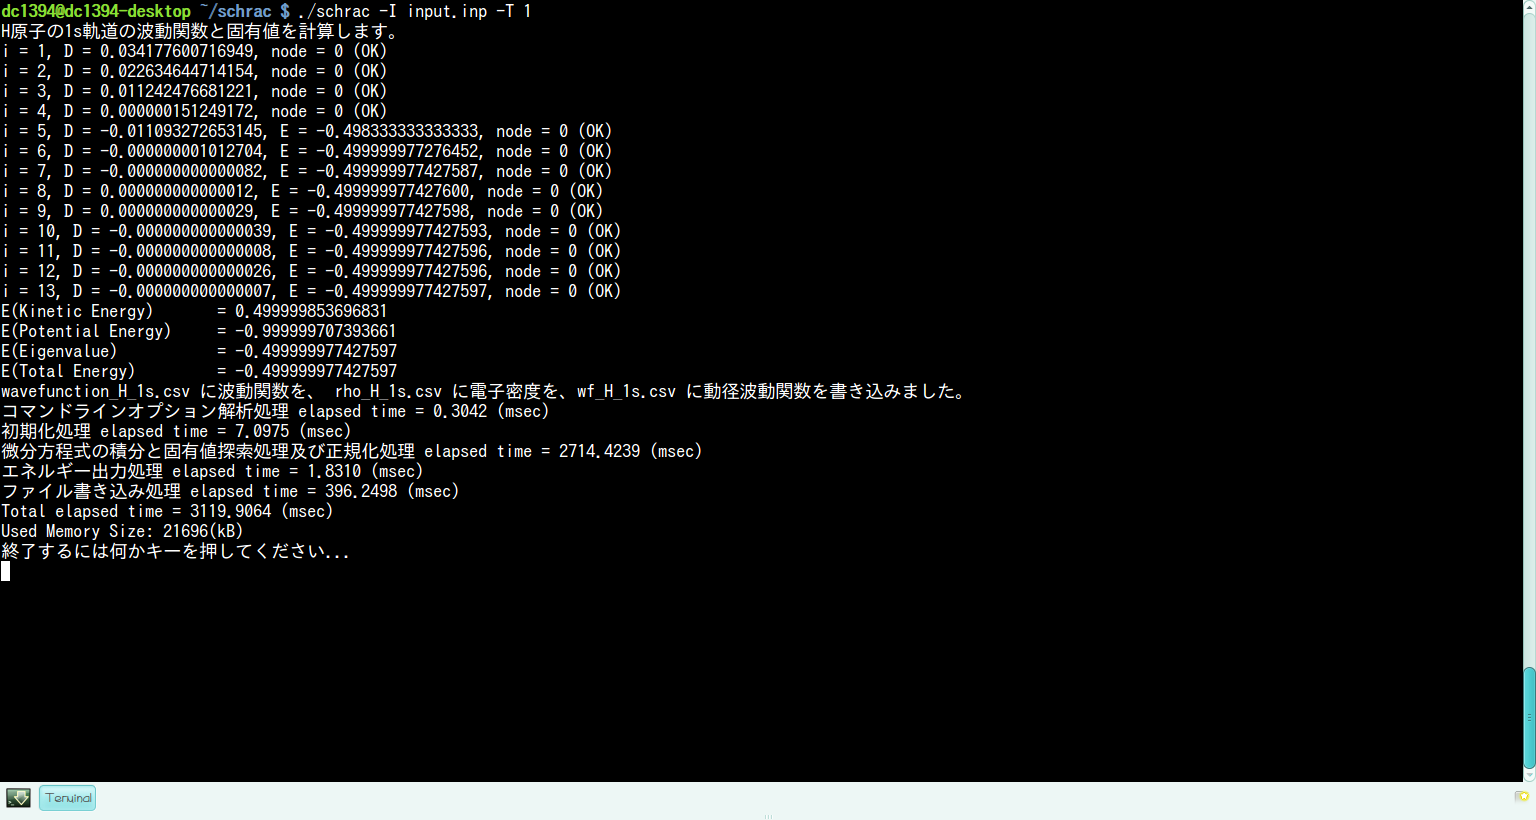 dc1394@dc1394-desktop ~/schrac $ ./schrac -I input.inp -T 1
H原子の1s軌道の波動関数と固有値を計算します。
i = 1, D = 0.034177600716949, node = 0 (OK)
i = 2, D = 0.022634644714154, node = 0 (OK)
i = 3, D = 0.011242476681221, node = 0 (OK)
i = 4, D = 0.000000151249172, node = 0 (OK)
i = 5, D = -0.011093272653145, E = -0.498333333333333, node = 0 (OK)
i = 6, D = -0.000000001012704, E = -0.499999977276452, node = 0 (OK)
i = 7, D = -0.000000000000082, E = -0.499999977427587, node = 0 (OK)
i = 8, D = 0.000000000000012, E = -0.499999977427600, node = 0 (OK)
i = 9, D = 0.000000000000029, E = -0.499999977427598, node = 0 (OK)
i = 10, D = -0.000000000000039, E = -0.499999977427593, node = 0 (OK)
i = 11, D = -0.000000000000008, E = -0.499999977427596, node = 0 (OK)
i = 12, D = -0.000000000000026, E = -0.499999977427596, node = 0 (OK)
i = 13, D = -0.000000000000007, E = -0.499999977427597, node = 0 (OK)
E(Kinetic Energy) = 0.499999853696831
E(Potential Energy) = -0.999999707393661
E(Eigenvalue) = -0.499999977427597
E(Total Energy) = -0.499999977427597
wavefunction_H_1s.csv に波動関数を、 rho_H_1s.csv に電子密度を、wf_H_1s.csv に動径波動関数を書き込みました。
コマンドラインオプション解析処理 elapsed time = 0.3042 (msec)
初期化処理 elapsed time = 7.0975 (msec)
微分方程式の積分と固有値探索処理及び正規化処理 elapsed time = 2714.4239 (msec)
エネルギー出力処理 elapsed time = 1.8310 (msec)
ファイル書き込み処理 elapsed time = 396.2498 (msec)
Total elapsed time = 3119.9064 (msec)
Used Memory Size: 21696(kB)
終了するには何かキーを押してください...
Terminal